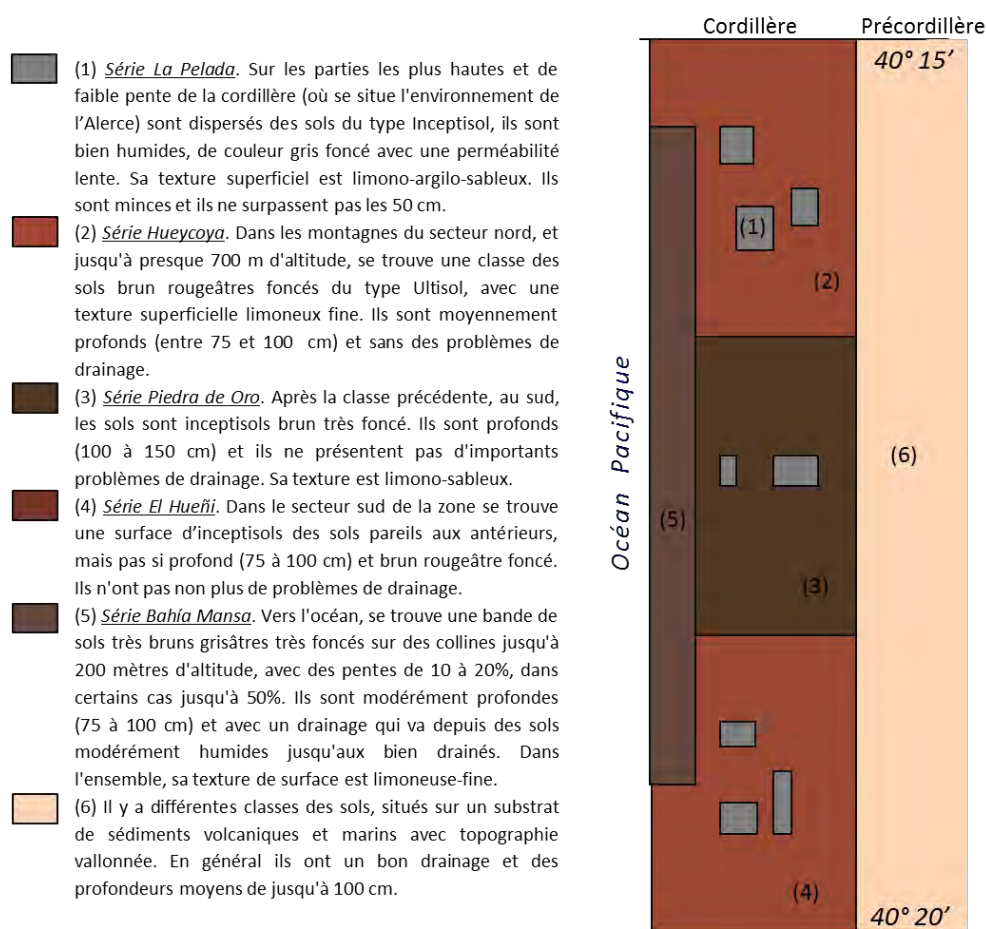 (1) Série La Pelada. Sur les parties les plus hautes et de
faible pente de la cordillère (où se situe l'environnement de
l’Alerce) sont dispersés des sols du type Inceptisol, ils sont
bien humides, de couleur gris foncé avec une perméabilité
lente. Sa texture superficiel est limono-argilo-sableux. Ils
sont minces et ils ne surpassent pas les 50 cm.
(2) Série Hueycoya. Dans les montagnes du secteur nord, et
jusqu'à presque 700 m d'altitude, se trouve une classe des
sols brun rougeâtres foncés du type Ultisol, avec une
texture superficielle limoneux fine. Ils sont moyennement
profonds (entre 75 et 100 cm) et sans des problèmes de
drainage.
(3) Série Piedra de Oro. Après la classe précédente, au sud,
les sols sont inceptisols brun très foncé. Ils sont profonds
(100 à 150 cm) et ils ne présentent pas d'importants
problèmes de drainage. Sa texture est limono-sableux.
(4) Série El Hueñi. Dans le secteur sud de la zone se trouve
une surface d’inceptisols des sols pareils aux antérieurs,
mais pas si profond (75 à 100 cm) et brun rougeâtre foncé.
Ils n'ont pas non plus de problèmes de drainage.
(5) Série Bahía Mansa. Vers l'océan, se trouve une bande de
sols très bruns grisâtres très foncés sur des collines jusqu'à
200 mètres d'altitude, avec des pentes de 10 à 20%, dans
certains cas jusqu'à 50%. Ils sont modérément profondes
(75 à 100 cm) et avec un drainage qui va depuis des sols
modérément humides jusqu'aux bien drainés. Dans
l'ensemble, sa texture de surface est limoneuse-fine.
(6) Il y a différentes classes des sols, situés sur un substrat
de sédiments volcaniques et marins avec topographie
vallonnée. En général ils ont un bon drainage et des
profondeurs moyens de jusqu'à 100 cm.
Cordillère
Précordillère
40° 15’
(1)
(2)
Océan Pacifique
(6)
(5)
(3)
(4)
40° 20’